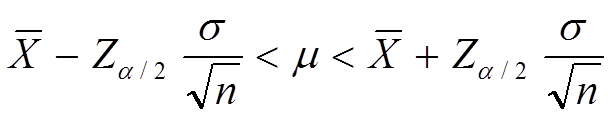 X̄ − Z_{α/2} σ/√n < μ < X̄ + Z_{α/2} σ/√n